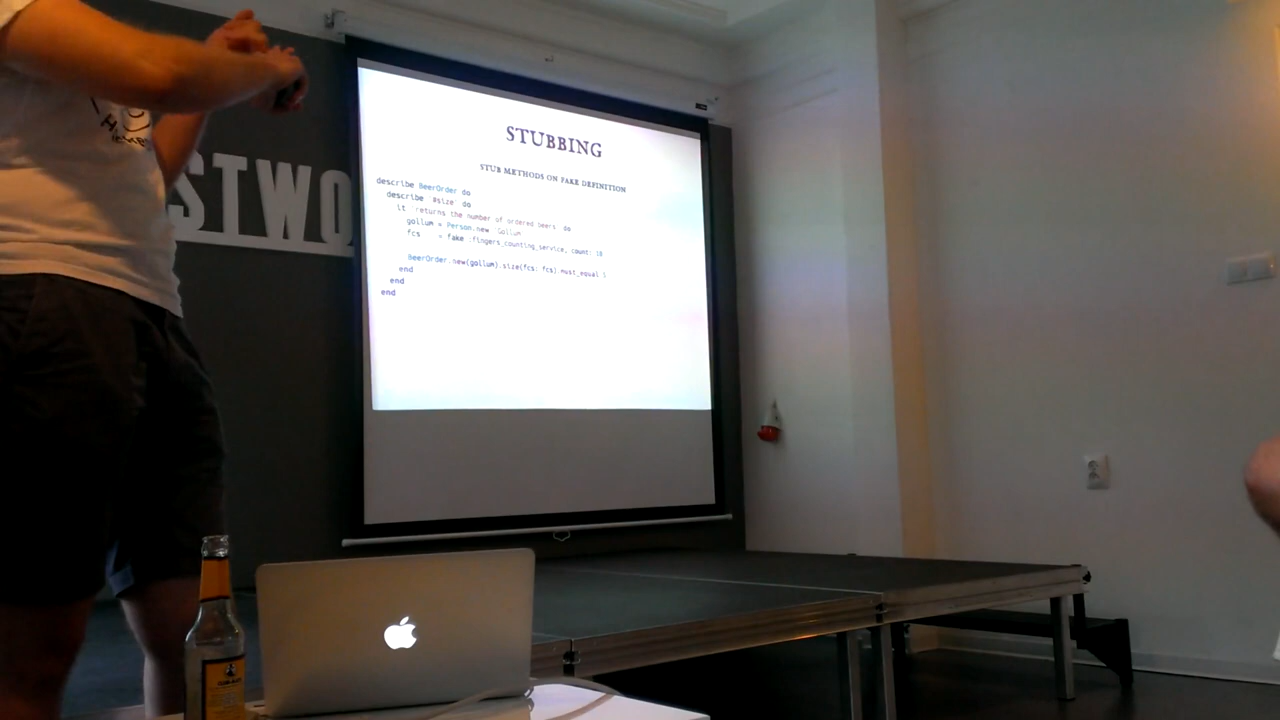 STUBBING
STUB METHODS ON FAKE DEFINITION
describe BeerOrder do
describe '#size' do
it 'returns the number of ordered beers' do
gollum = Person.new 'Gollum'
fcs = fake :fingers_counting_service, count: 10
BeerOrder.new(gollum).size(fcs: fcs).must_equal 5
end
end
end
STWO